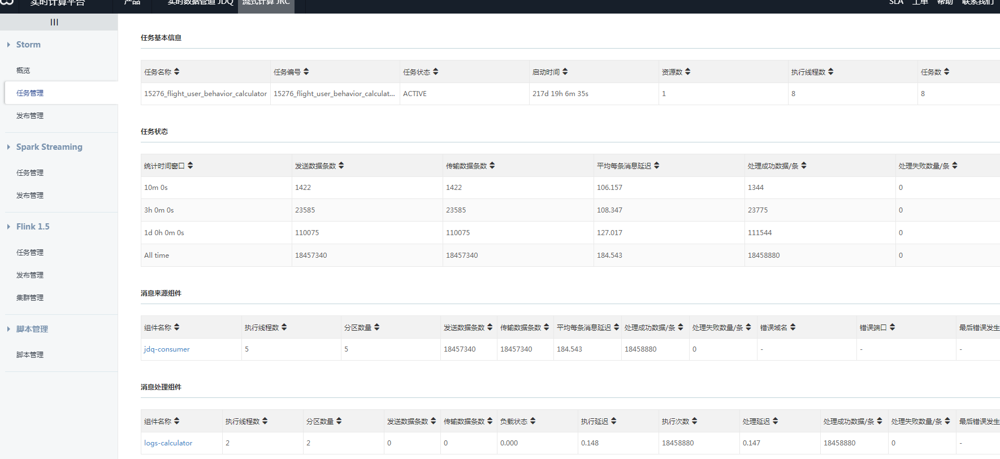 实时计算平台 产品 实时数据管道 JDQ 流式计算 JRC SLA 工单 帮助 联系我们
Storm
概览
任务管理
发布管理
Spark Streaming
任务管理
发布管理
Flink 1.5
任务管理
发布管理
集群管理
脚本管理
脚本管理
任务基本信息
任务名称 任务编号 任务状态 启动时间 资源数 执行线程数 任务数
15276_flight_user_behavior_calculator 15276_flight_user_behavior_calculat... ACTIVE 217d 19h 6m 35s 1 8 8
任务状态
统计时间窗口 发送数据条数 传输数据条数 平均每条消息延迟 处理成功数据/条 处理失败数量/条
10m 0s 1422 1422 106.157 1344 0
3h 0m 0s 23585 23585 108.347 23775 0
1d 0h 0m 0s 110075 110075 127.017 111544 0
All time 18457340 18457340 184.543 18458880 0
消息来源组件
组件名称 执行线程数 分区数量 发送数据条数 传输数据条数 平均每条消息延迟 处理成功数据/条 处理失败数量/条 错误域名 错误端口 最后错误发生
jdq-consumer 5 5 18457340 18457340 184.543 18458880 0 - - -
消息处理组件
组件名称 执行线程数 分区数量 发送数据条数 传输数据条数 负载状态 执行延迟 执行次数 处理延迟 处理成功数据/条 处理失败数量/条 最后错误发生
logs-calculator 2 2 0 0 0.000 0.148 18458880 0.147 18458880 0 -